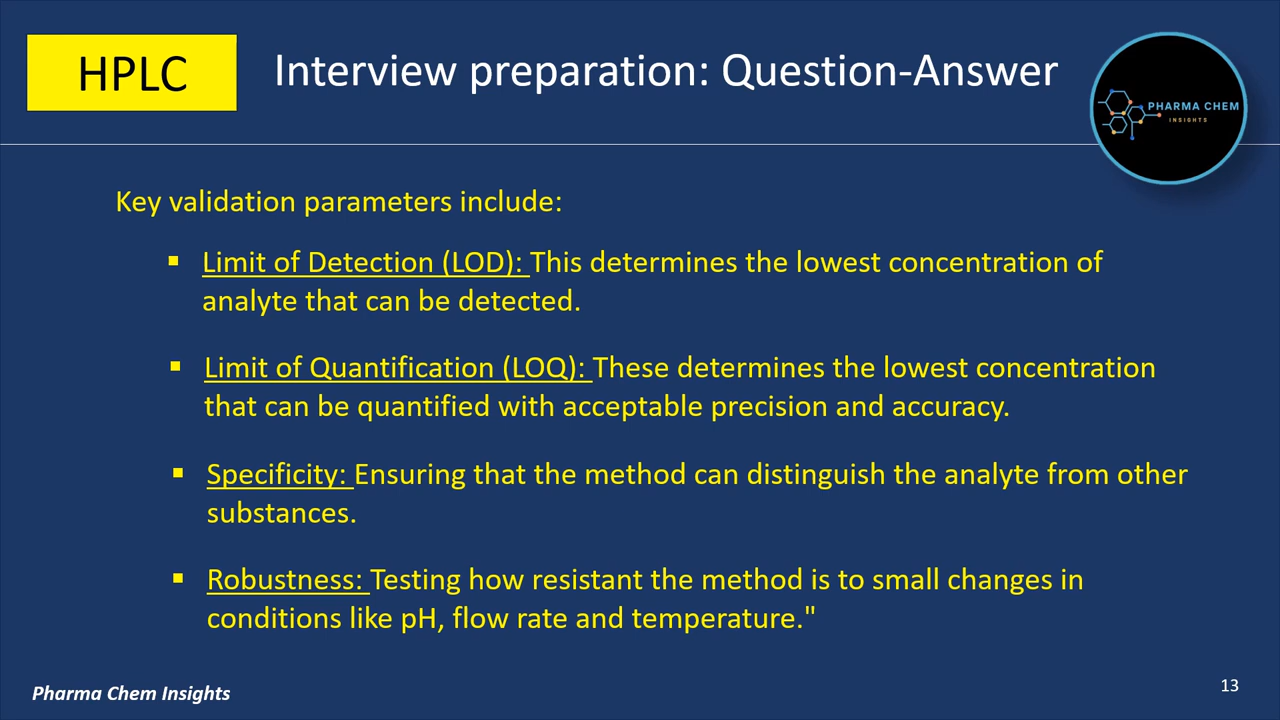 HPLC
Interview preparation: Question-Answer
PHARMA CHEM
INSIGHTS
Key validation parameters include:
▪ Limit of Detection (LOD): This determines the lowest concentration of
analyte that can be detected.
▪ Limit of Quantification (LOQ): These determines the lowest concentration
that can be quantified with acceptable precision and accuracy.
▪ Specificity: Ensuring that the method can distinguish the analyte from other
substances.
▪ Robustness: Testing how resistant the method is to small changes in
conditions like pH, flow rate and temperature."
Pharma Chem Insights
13